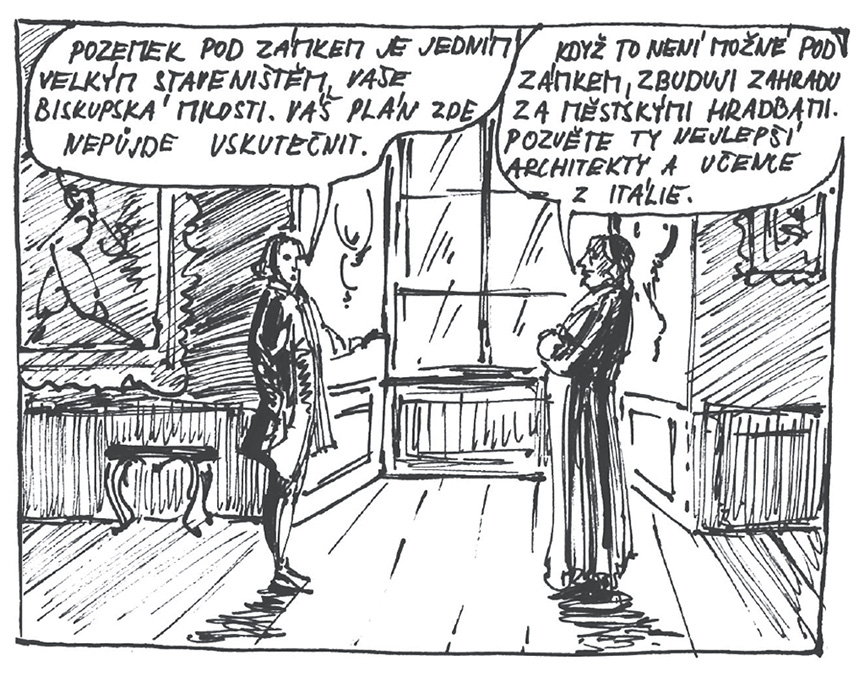 POZEMEK POD ZÁMKEM JE JEDNÍM
VELKÝM STAVENIŠTĚM, VAŠE
BISKUPSKÁ MILOSTI. VÁŠ PLÁN ZDE
NEPŮJDE USKUTEČNIT.
KDYŽ TO NENÍ MOŽNÉ POD
ZÁMKEM, ZBUDUJI ZAHRADU
ZA MĚSTSKÝMI HRADBAMI.
POZVĚTE TY NEJLEPŠÍ
ARCHITEKTY A UČENCE
Z ITÁLIE.